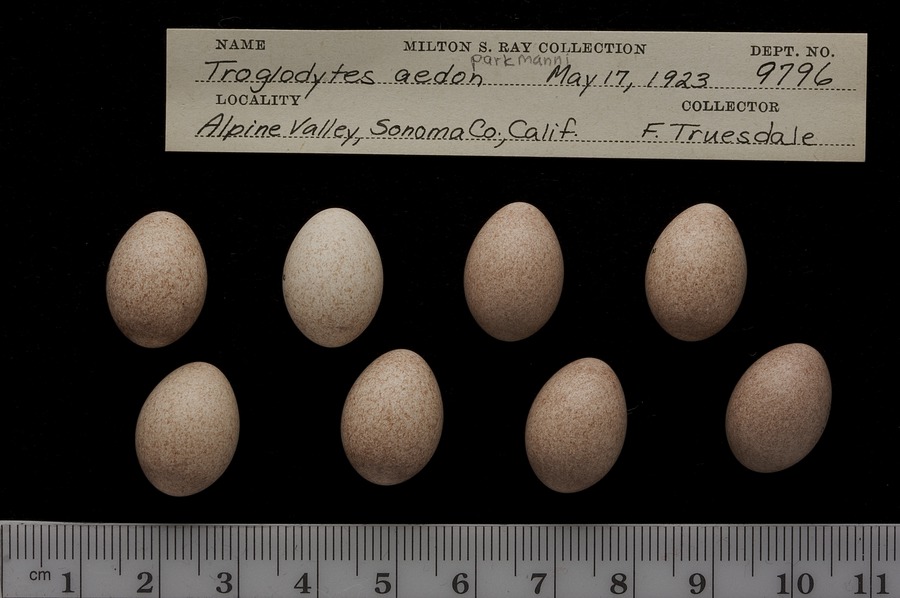 NAME MILTON S. RAY COLLECTION DEPT. NO.
parkmanni
Troglodytes aedon May 17, 1923 9796
LOCALITY COLLECTOR
Alpine Valley, Sonoma Co., Calif. F. Truesdale
cm 1 2 3 4 5 6 7 8 9 10 11